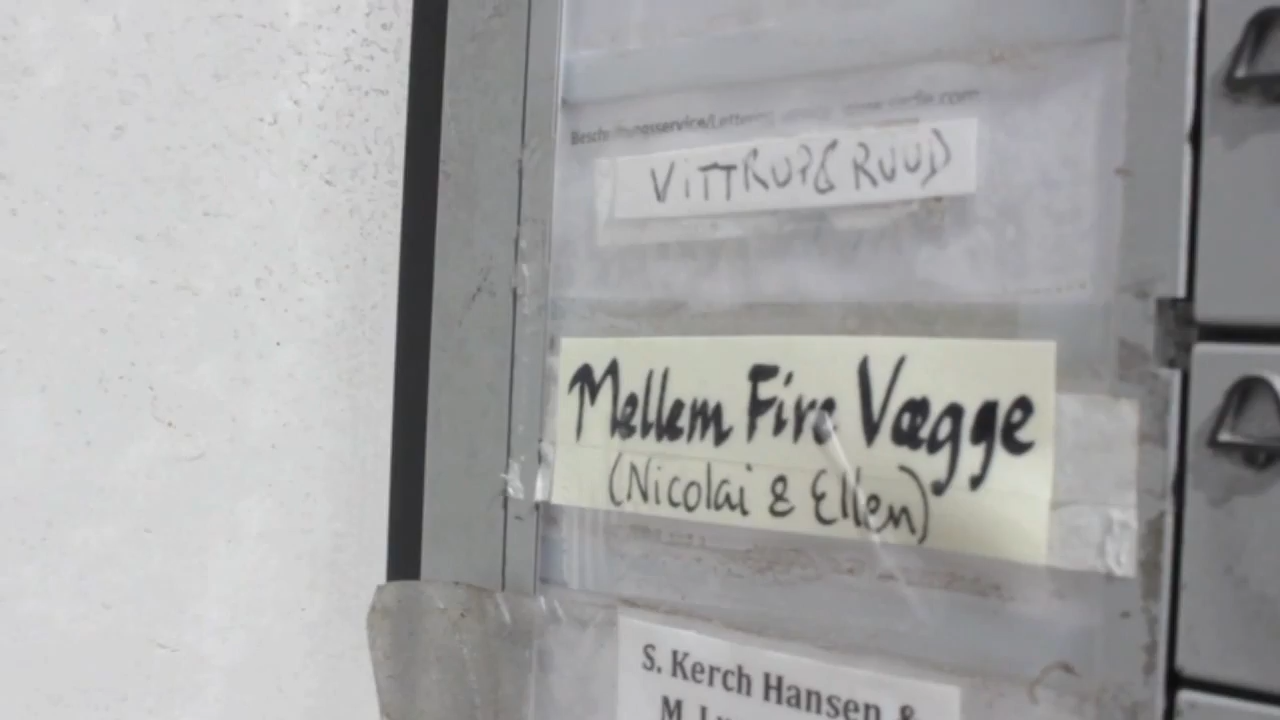 VITTRUP & RUUD
Mellem Fire Vægge
(Nicolai & Ellen)
S. Kerch Hansen &
M.